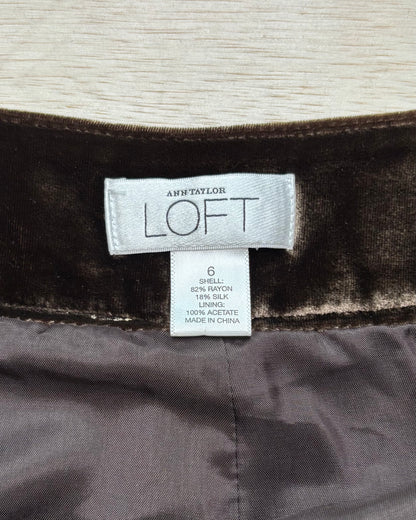 ANN TAYLOR
LOFT
6
SHELL:
82% RAYON
18% SILK
LINING:
100% ACETATE
MADE IN CHINA